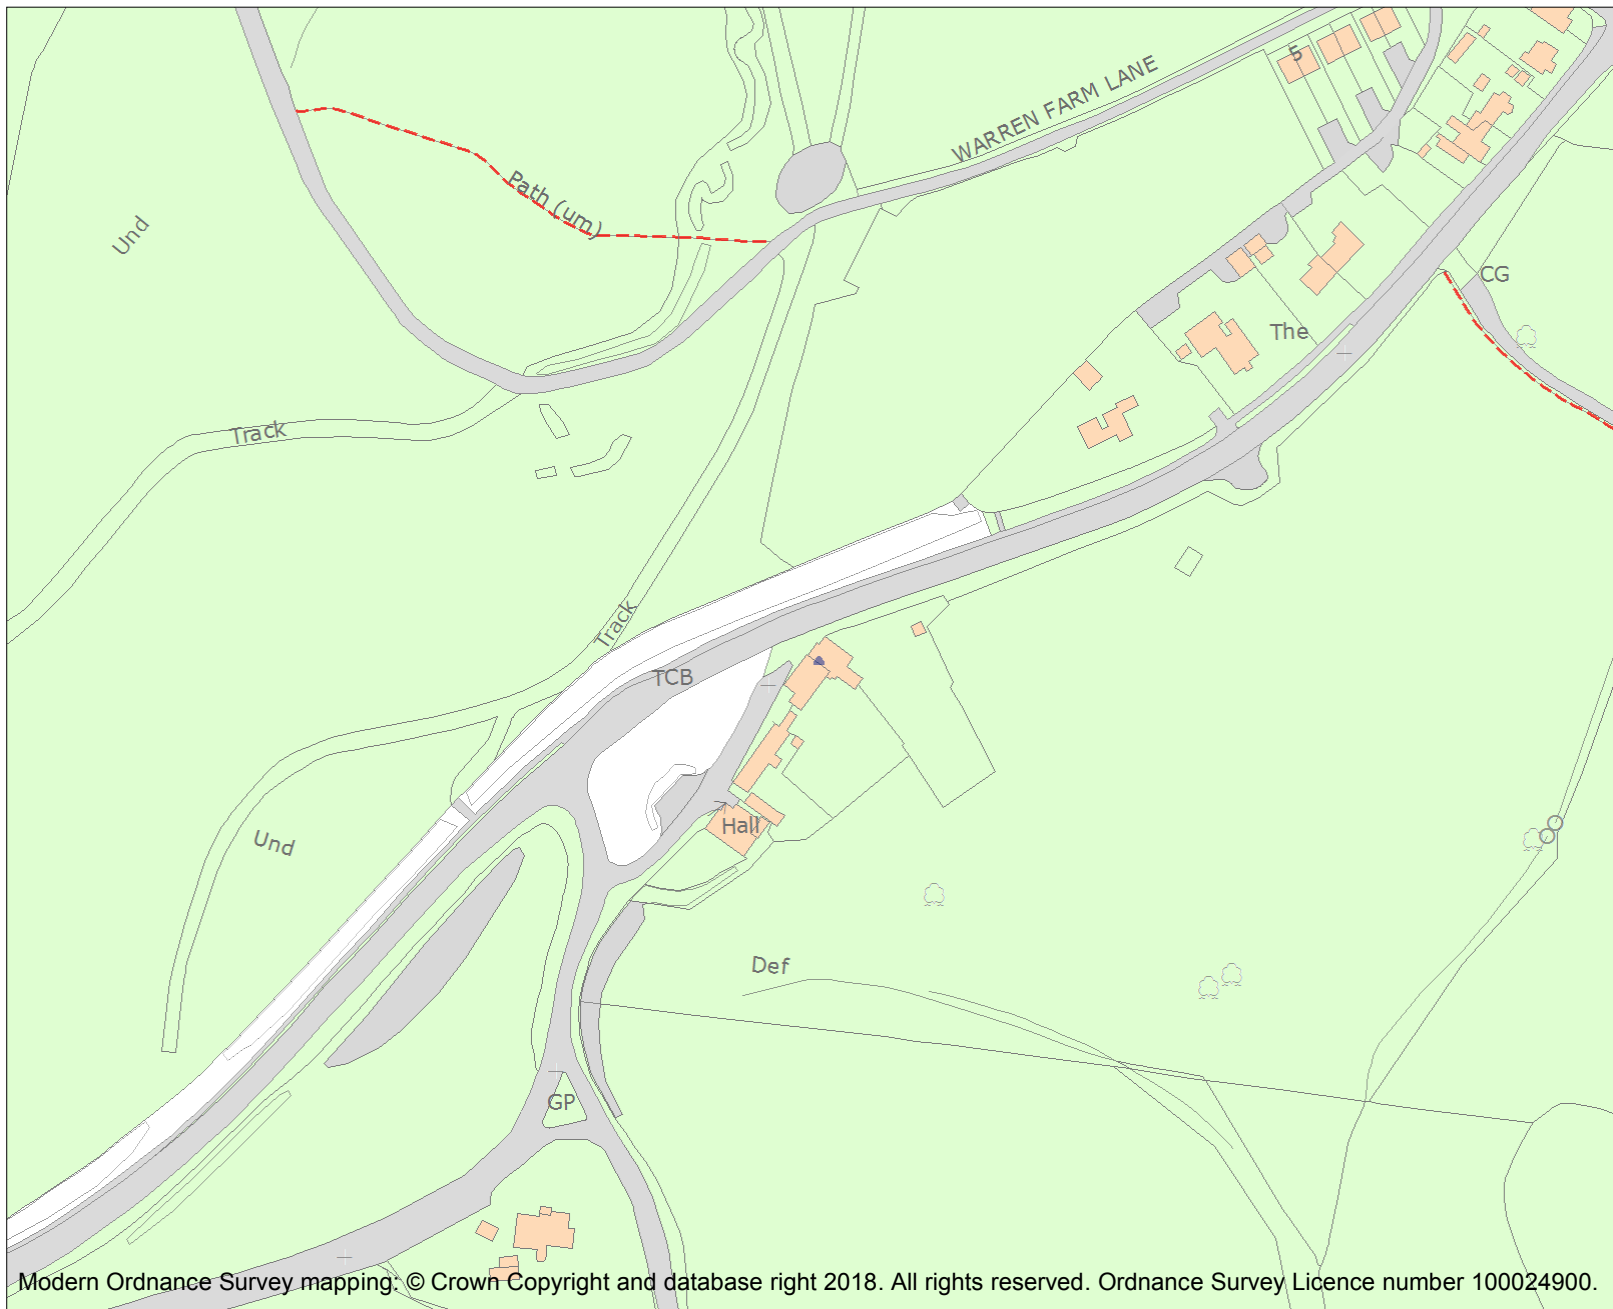 5
WARREN FARM LANE
Path (um)
Und
CG
The
Track
Track
TCB
Hall
Und
Def
GP
Modern Ordnance Survey mapping: © Crown Copyright and database right 2018. All rights reserved. Ordnance Survey Licence number 100024900.